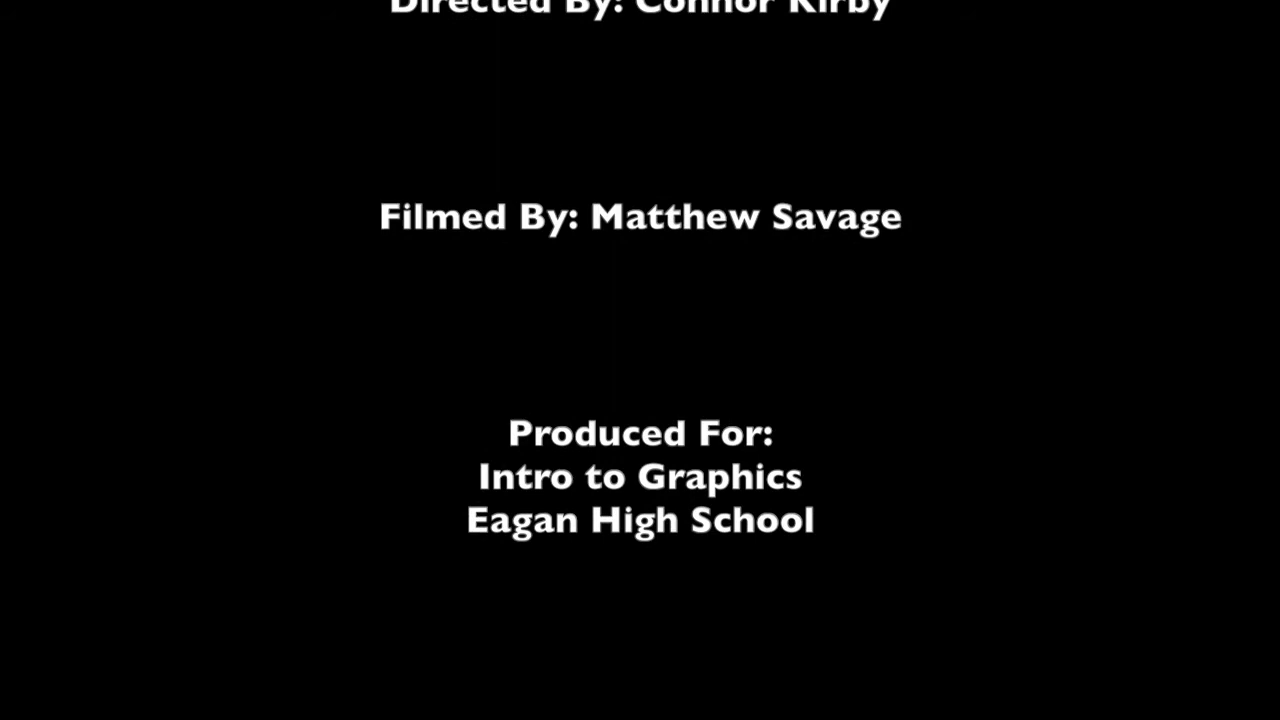 Directed By: Connor Kirby
Filmed By: Matthew Savage
Produced For:
Intro to Graphics
Eagan High School